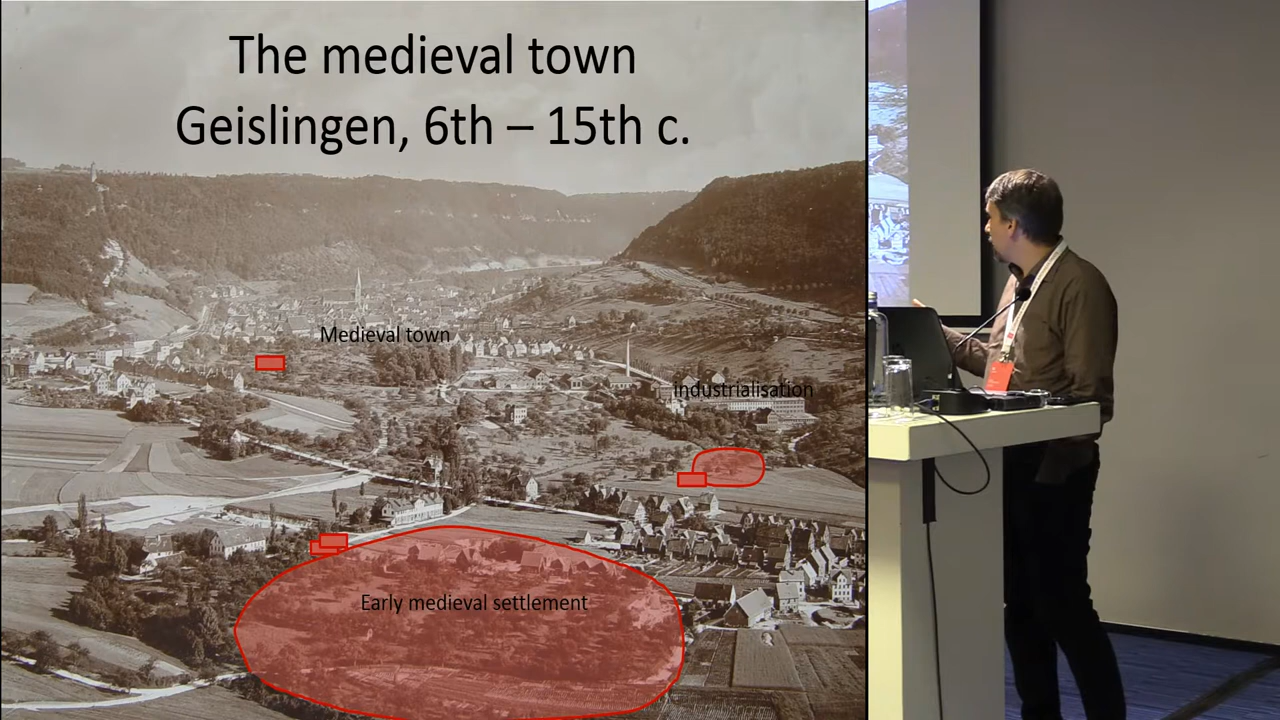 The medieval town
Geislingen, 6th – 15th c.
Medieval town
industrialisation
Early medieval settlement